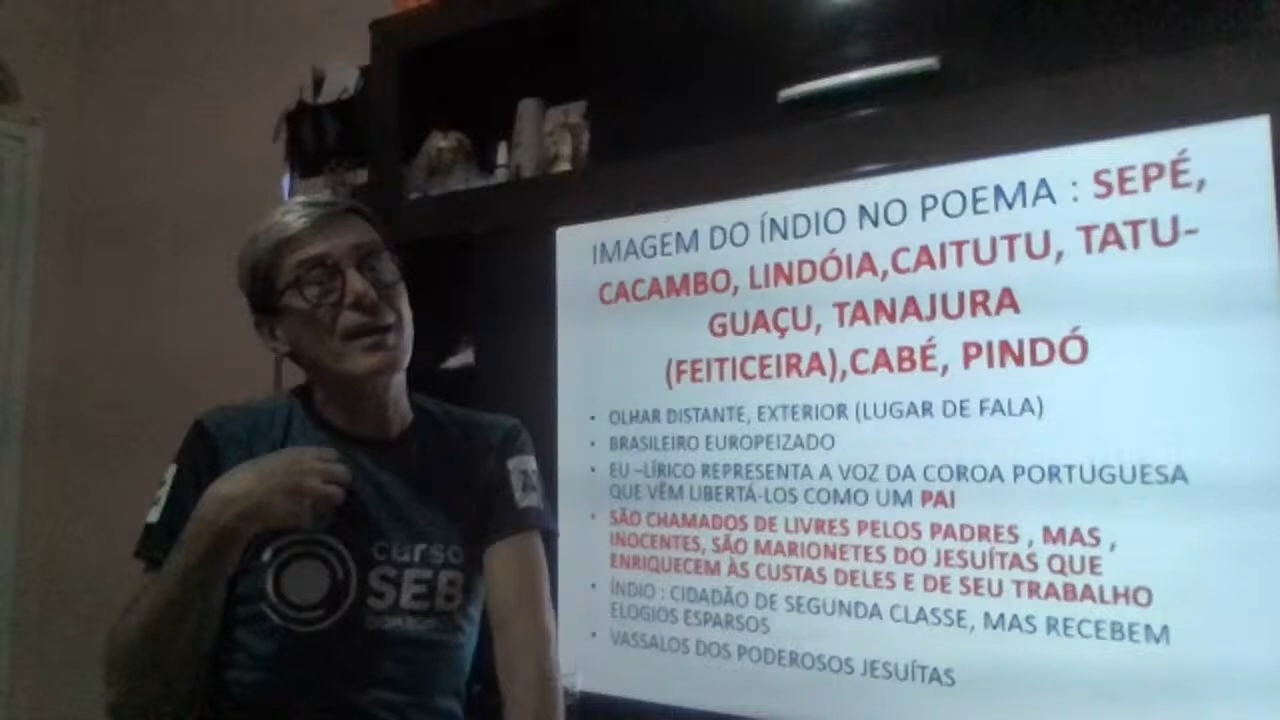 IMAGEM DO ÍNDIO NO POEMA : SEPÉ,
CACAMBO, LINDÓIA,CAITUTU, TATU-
GUAÇU, TANAJURA
(FEITICEIRA),CABÉ, PINDÓ
• OLHAR DISTANTE, EXTERIOR (LUGAR DE FALA)
• BRASILEIRO EUROPEIZADO
• EU –LÍRICO REPRESENTA A VOZ DA COROA PORTUGUESA
QUE VÊM LIBERTÁ-LOS COMO UM PAI
• SÃO CHAMADOS DE LIVRES PELOS PADRES , MAS ,
INOCENTES, SÃO MARIONETES DO JESUÍTAS QUE
ENRIQUECEM ÀS CUSTAS DELES E DE SEU TRABALHO
• ÍNDIO : CIDADÃO DE SEGUNDA CLASSE, MAS RECEBEM
ELOGIOS ESPARSOS
• VASSALOS DOS PODEROSOS JESUÍTAS
curso
SEB